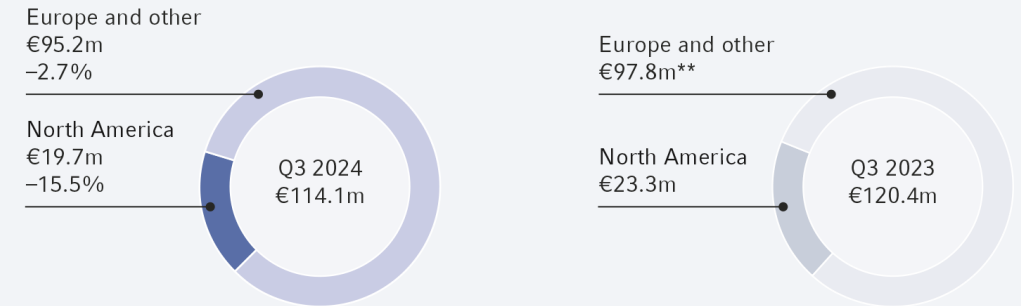 Europe and other
€95.2m
–2.7%
North America
€19.7m
–15.5%
Q3 2024
€114.1m
Europe and other
€97.8m**
North America
€23.3m
Q3 2023
€120.4m